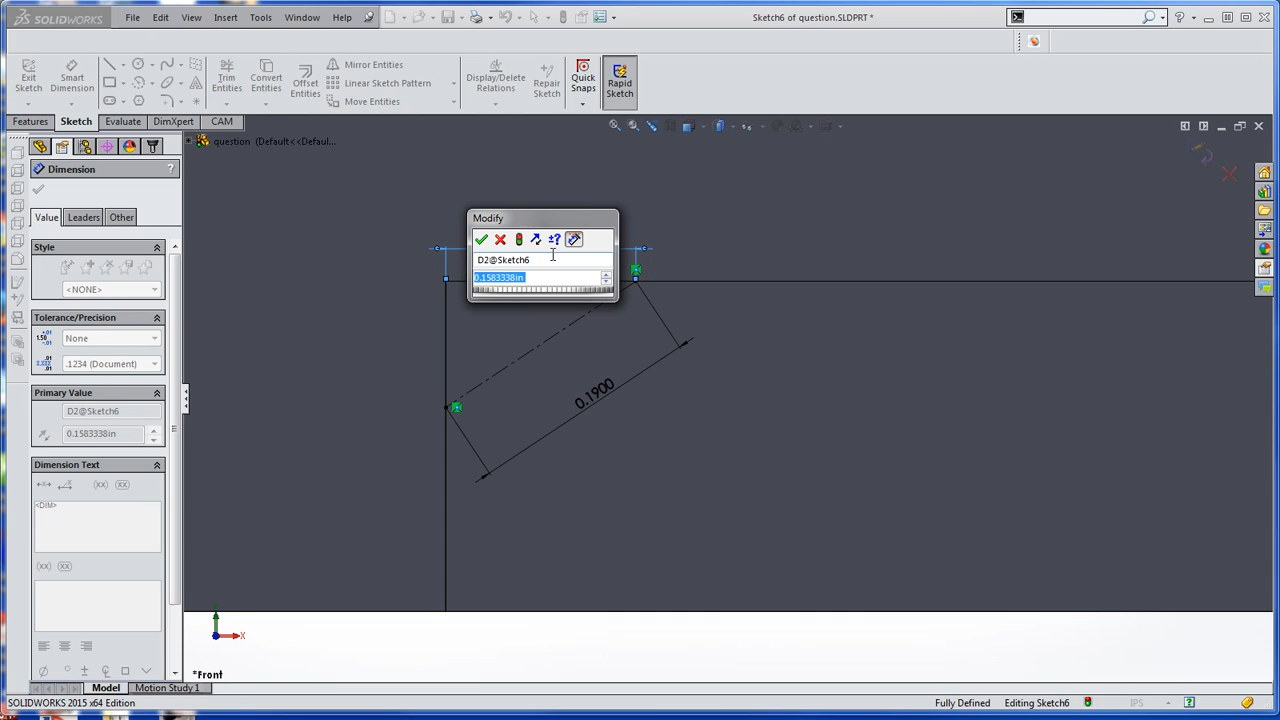 SOLIDWORKS File Edit View Insert Tools Window Help Sketch6 of question.SLDPRT *
Exit Sketch
Smart Dimension
Trim Entities
Convert Entities
Offset Entities
Mirror Entities
Linear Sketch Pattern
Move Entities
Display/Delete Relations
Repair Sketch
Quick Snaps
Rapid Sketch
Features Sketch Evaluate DimXpert CAM
question (Default<<Defaul...
Dimension ?
Value Leaders Other
Style
<NONE>
Tolerance/Precision
None
.1234 (Document)
Primary Value
D2@Sketch6
0.1583338in
Dimension Text
<DIM>
Modify
D2@Sketch6
0.1583338in
0.1900
X
*Front
Model Motion Study 1
SOLIDWORKS 2015 x64 Edition Fully Defined Editing Sketch6 IPS